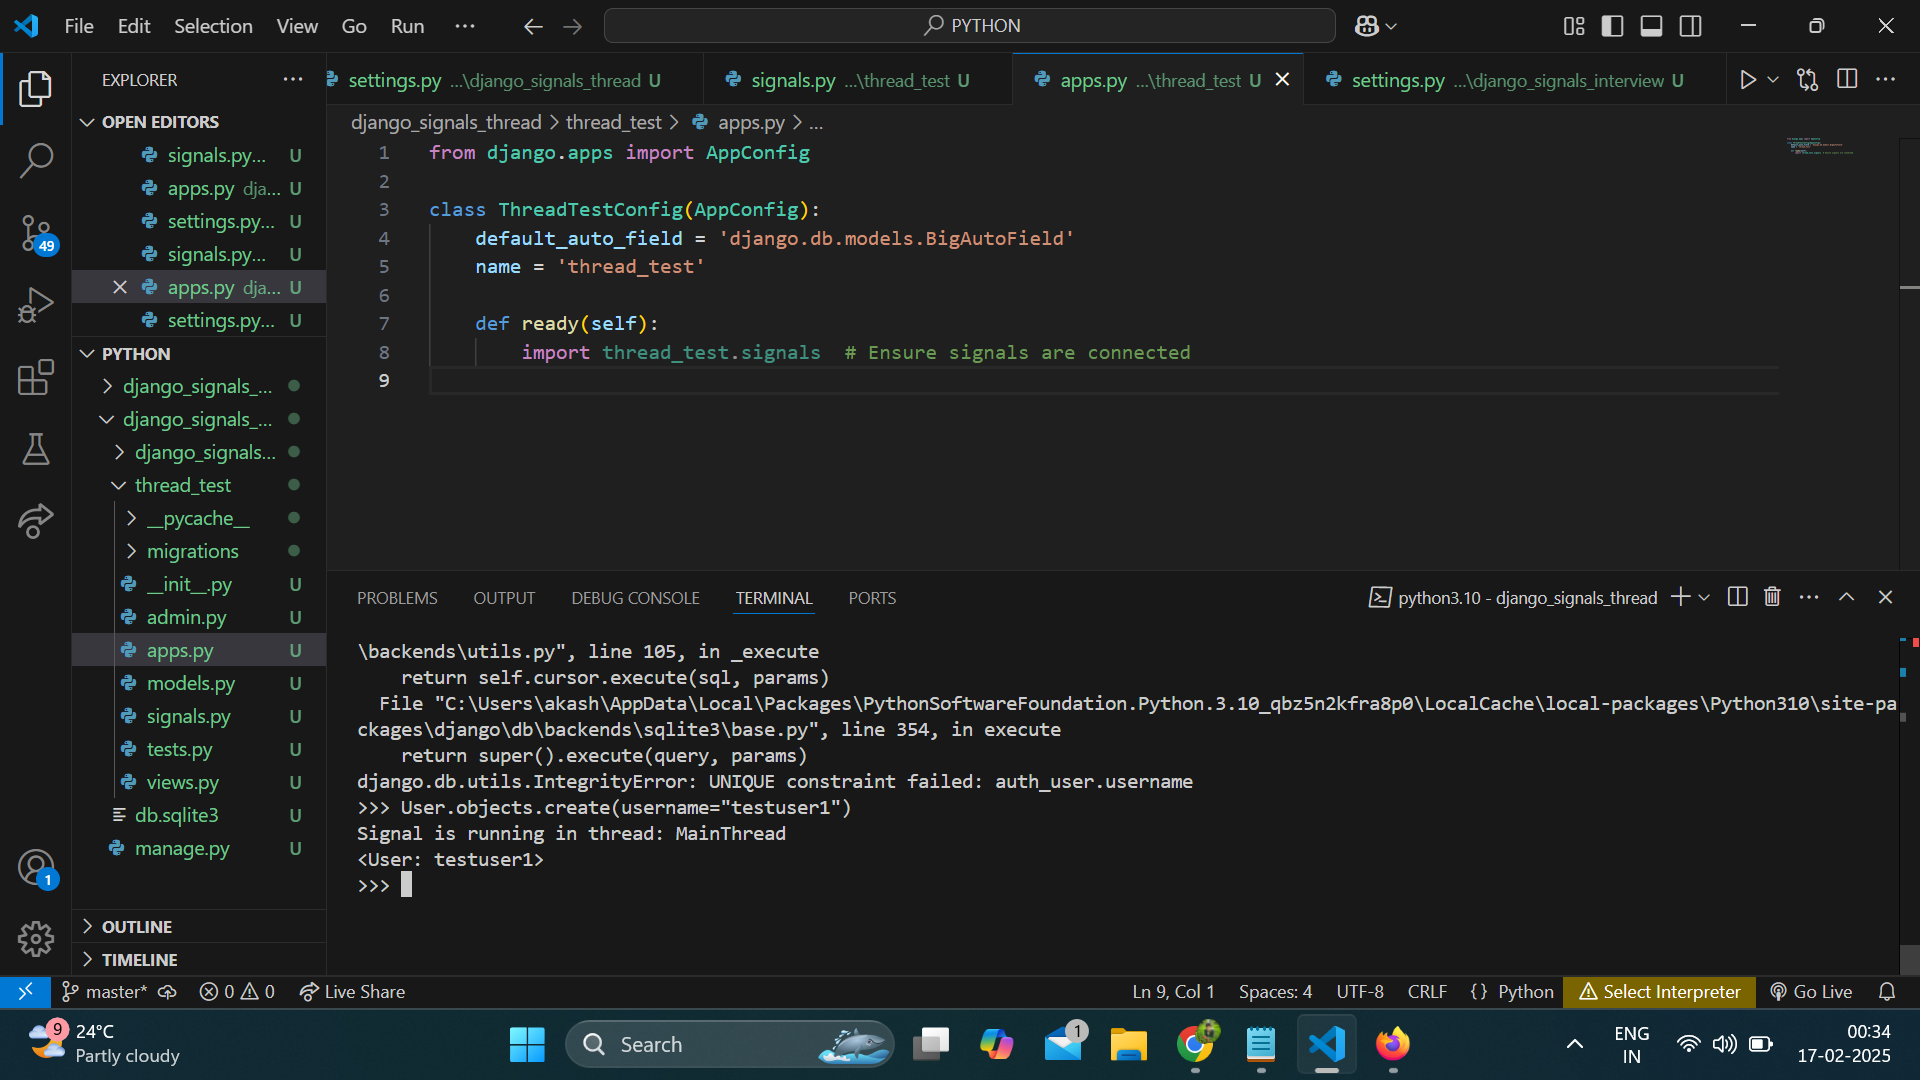 File Edit Selection View Go Run ···
PYTHON
EXPLORER ···
settings.py ...\django_signals_thread U
signals.py ...\thread_test U
apps.py ...\thread_test U
settings.py ...\django_signals_interview U
OPEN EDITORS
signals.py... U
apps.py dja... U
settings.py... U
signals.py... U
apps.py dja... U
settings.py... U
PYTHON
django_signals_...
django_signals_...
django_signals...
thread_test
__pycache__
migrations
__init__.py U
admin.py U
apps.py U
models.py U
signals.py U
tests.py U
views.py U
db.sqlite3 U
manage.py U
OUTLINE
TIMELINE
49
1
django_signals_thread > thread_test > apps.py > ...
1 from django.apps import AppConfig
2
3 class ThreadTestConfig(AppConfig):
4 default_auto_field = 'django.db.models.BigAutoField'
5 name = 'thread_test'
6
7 def ready(self):
8 import thread_test.signals # Ensure signals are connected
9
PROBLEMS OUTPUT DEBUG CONSOLE TERMINAL PORTS
python3.10 - django_signals_thread
\backends\utils.py", line 105, in _execute
return self.cursor.execute(sql, params)
File "C:\Users\akash\AppData\Local\Packages\PythonSoftwareFoundation.Python.3.10_qbz5n2kfra8p0\LocalCache\local-packages\Python310\site-pa
ckages\django\db\backends\sqlite3\base.py", line 354, in execute
return super().execute(query, params)
django.db.utils.IntegrityError: UNIQUE constraint failed: auth_user.username
>>> User.objects.create(username="testuser1")
Signal is running in thread: MainThread
<User: testuser1>
>>>
master* 0 0 Live Share
Ln 9, Col 1 Spaces: 4 UTF-8 CRLF {} Python Select Interpreter Go Live
9 24°C
Partly cloudy
Search
1
ENG
IN
00:34
17-02-2025